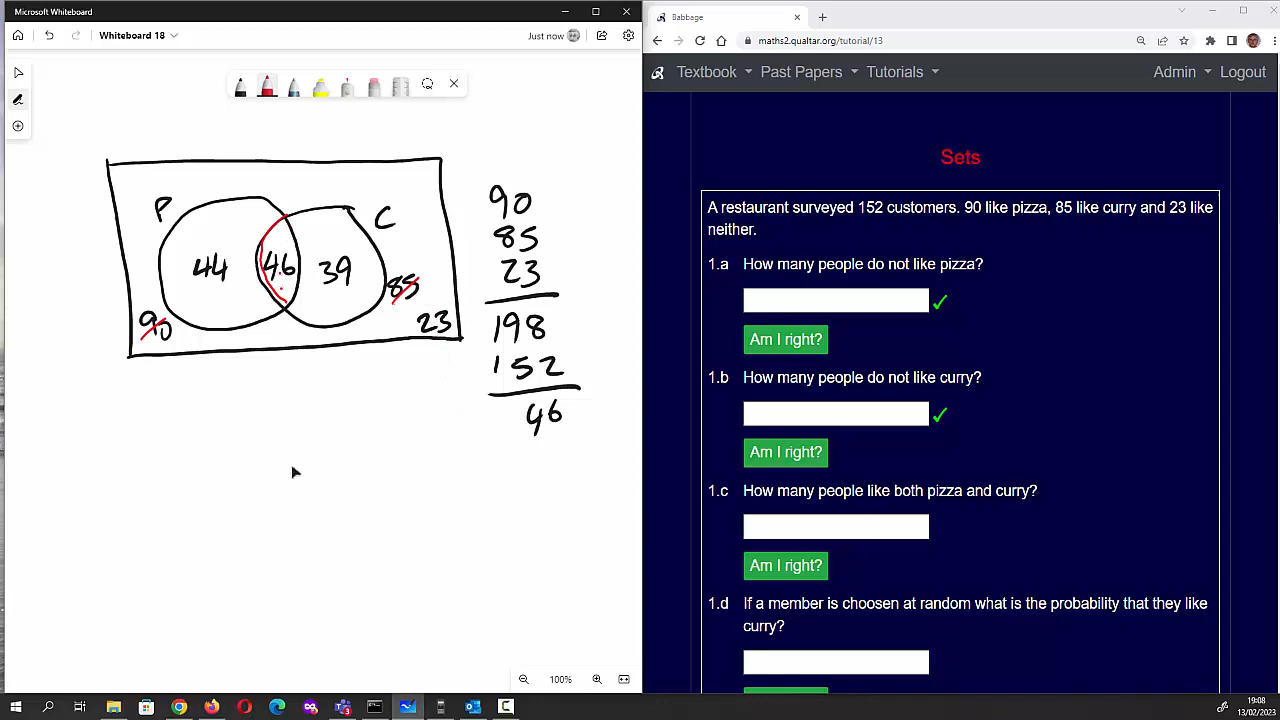 Microsoft Whiteboard
Whiteboard 18
Just now
P
C
44
46
39
85
90
23
90
85
23
198
152
46
100%
Babbage
maths2.qualtar.org/tutorial/13
Textbook Past Papers Tutorials Admin Logout
Sets
A restaurant surveyed 152 customers. 90 like pizza, 85 like curry and 23 like
neither.
1.a How many people do not like pizza?
Am I right?
1.b How many people do not like curry?
Am I right?
1.c How many people like both pizza and curry?
Am I right?
1.d If a member is choosen at random what is the probability that they like
curry?
19:08
13/02/2023